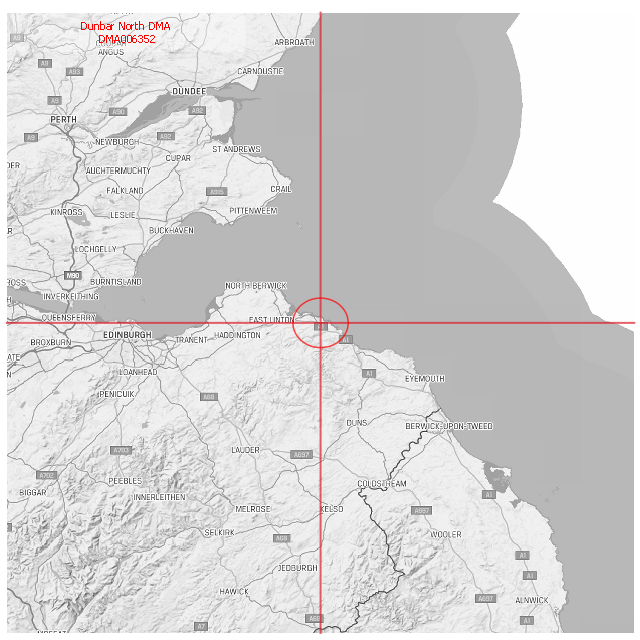 Dunbar North DMA
DMA006352
ANGUS
ARBROATH
A9
A93
CARNOUSTIE
DUNDEE
A9
A90
A92
PERTH
A9
A92
NEWBURGH
ST ANDREWS
CUPAR
AUCHTERMUCHTY
FALKLAND
A915
CRAIL
KINROSS
LESLIE
PITTENWEEM
BUCKHAVEN
LOCHGELLY
M90
BURNTISLAND
NORTH BERWICK
INVERKEITHING
QUEENSFERRY
EAST LINTON
EDINBURGH
HADDINGTON
TRANENT
BROXBURN
A1
LOANHEAD
A1
EYEMOUTH
PENICUIK
A68
DUNS
BERWICK-UPON-TWEED
A703
LAUDER
A697
A702
PEEBLES
COLDSTREAM
BIGGAR
INNERLEITHEN
A1
MELROSE
KELSO
A697
SELKIRK
A68
WOOLER
A1
JEDBURGH
A1
HAWICK
A697
ALNWICK
A7
A68
A1